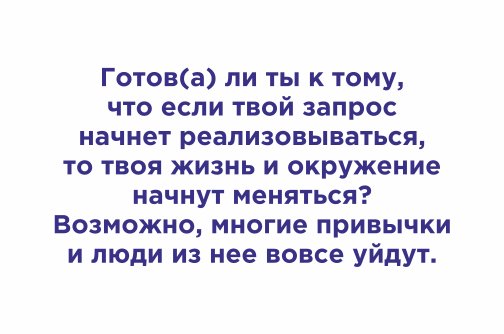 Готов(а) ли ты к тому,
что если твой запрос
начнет реализовываться,
то твоя жизнь и окружение
начнут меняться?
Возможно, многие привычки
и люди из нее вовсе уйдут.